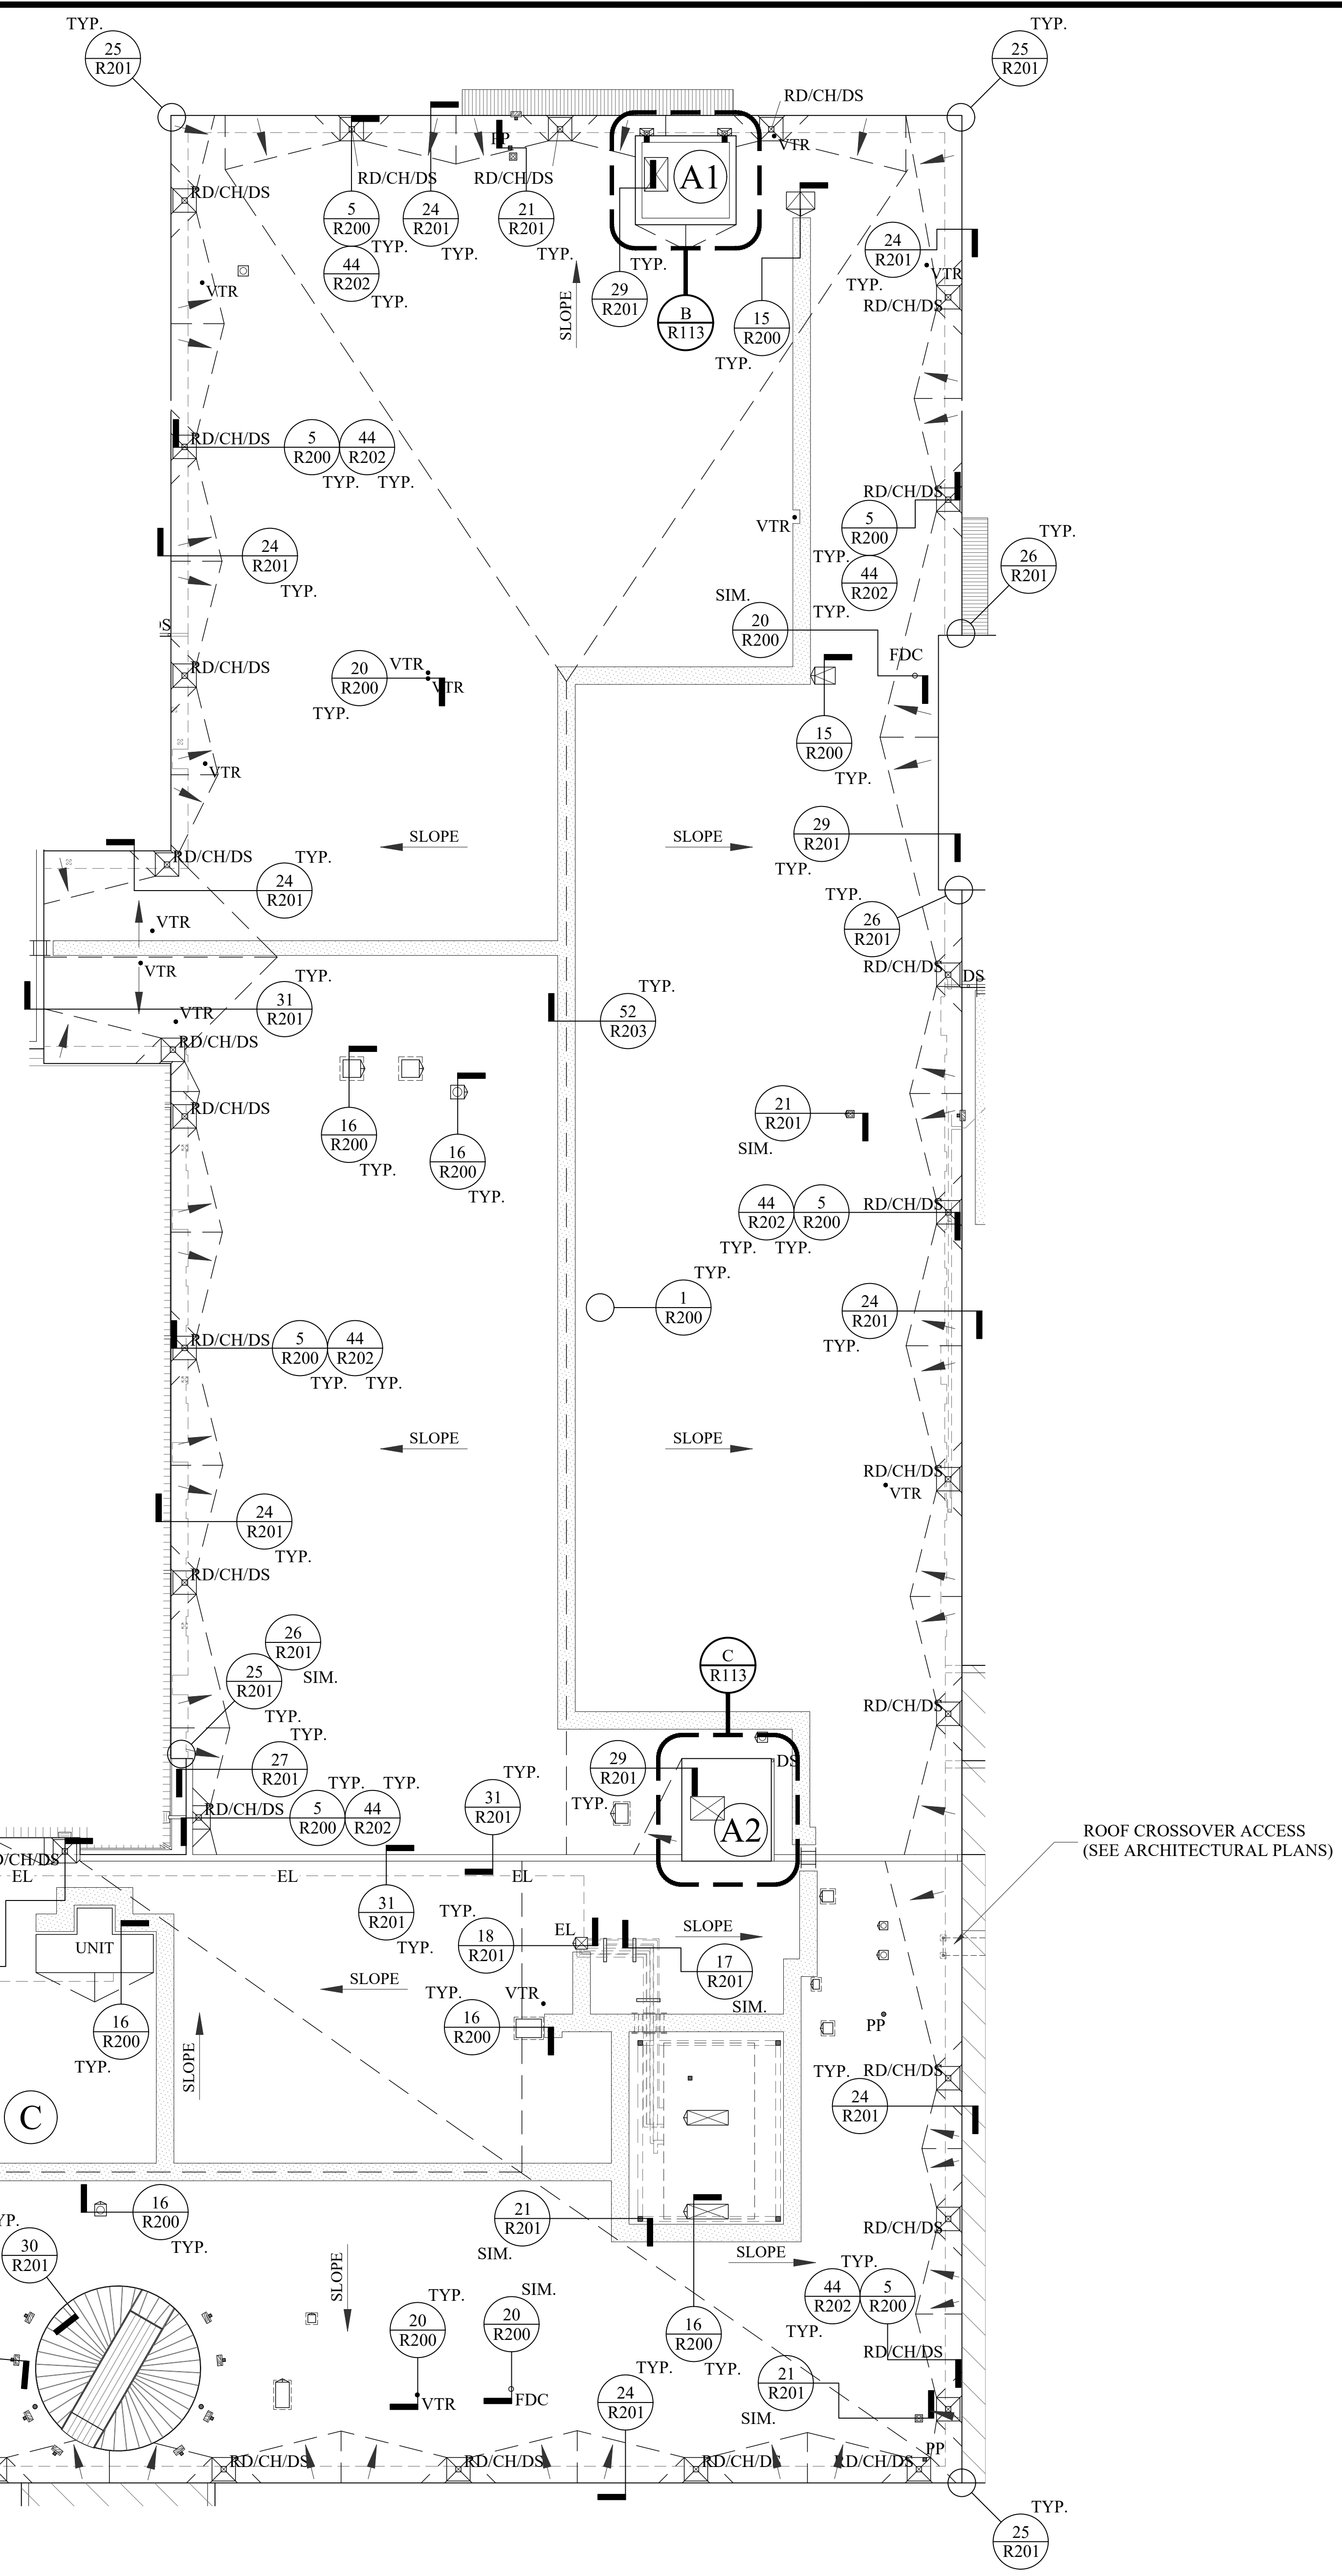 TYP.
25
R201
TYP.
25
R201
RD/CH/DS
PP
VTR
RD/CH/DS
RD/CH/DS
RD/CH/DS
A1
5
R200
TYP.
24
R201
TYP.
21
R201
TYP.
44
R202
TYP.
SLOPE
TYP.
29
R201
B
R113
15
R200
TYP.
24
R201
TYP.
VTR
RD/CH/DS
VTR
RD/CH/DS
5
R200
TYP.
44
R202
TYP.
RD/CH/DS
5
R200
TYP.
44
R202
TYP.
VTR
TYP.
26
R201
24
R201
TYP.
SIM.
20
R200
FDC
RD/CH/DS
20
R200
TYP.
VTR
VTR
15
R200
TYP.
VTR
SLOPE
SLOPE
29
R201
TYP.
RD/CH/DS
TYP.
24
R201
TYP.
26
R201
VTR
VTR
RD/CH/DS
DS
TYP.
31
R201
VTR
TYP.
52
R203
RD/CH/DS
RD/CH/DS
16
R200
TYP.
16
R200
TYP.
21
R201
SIM.
44
R202
TYP.
5
R200
TYP.
RD/CH/DS
TYP.
1
R200
24
R201
TYP.
RD/CH/DS
5
R200
TYP.
44
R202
TYP.
SLOPE
SLOPE
RD/CH/DS
VTR
24
R201
TYP.
RD/CH/DS
26
R201
SIM.
25
R201
TYP.
C
R113
RD/CH/DS
TYP.
27
R201
29
R201
TYP.
DS
A2
RD/CH/DS
TYP.
5
R200
TYP.
44
R202
TYP.
31
R201
ROOF CROSSOVER ACCESS
(SEE ARCHITECTURAL PLANS)
D/CH/DS
EL
EL
EL
31
R201
TYP.
TYP.
18
R201
EL
SLOPE
17
R201
SIM.
UNIT
SLOPE
16
R200
TYP.
SLOPE
TYP.
16
R200
VTR
PP
TYP.
24
R201
RD/CH/DS
C
16
R200
TYP.
YP.
30
R201
21
R201
SIM.
RD/CH/DS
SLOPE
SLOPE
TYP.
44
R202
TYP.
5
R200
RD/CH/DS
TYP.
20
R200
VTR
SIM.
20
R200
FDC
16
R200
TYP.
TYP.
24
R201
21
R201
SIM.
PP
RD/CH/DS
RD/CH/DS
RD/CH/DS
RD/CH/DS
TYP.
25
R201